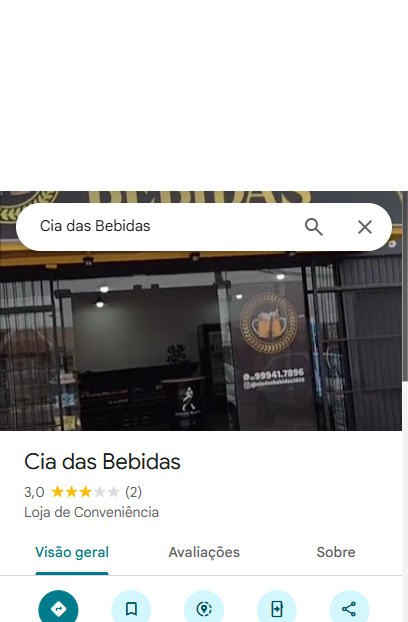 BEBIDAS
Cia das Bebidas
99941.7896
Cia das Bebidas
3,0 (2)
Loja de Conveniência
Visão geral
Avaliações
Sobre